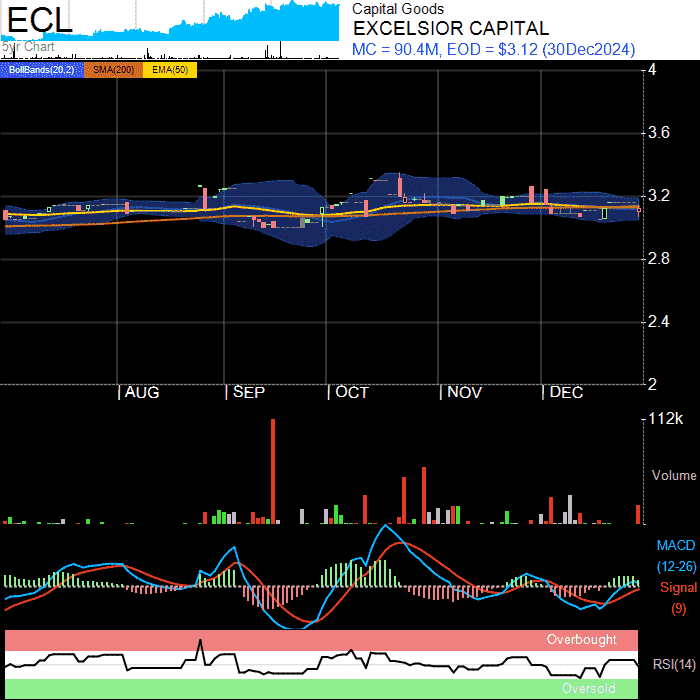 ECL
5yr Chart
Capital Goods
EXCELSIOR CAPITAL
MC = 90.4M, EOD = $3.12 (30Dec2024)
BollBands(20,2) SMA(200) EMA(50)
4
3.6
3.2
2.8
2.4
2
AUG SEP OCT NOV DEC
112k
Volume
MACD
(12-26)
Signal
(9)
Overbought
RSI(14)
Oversold